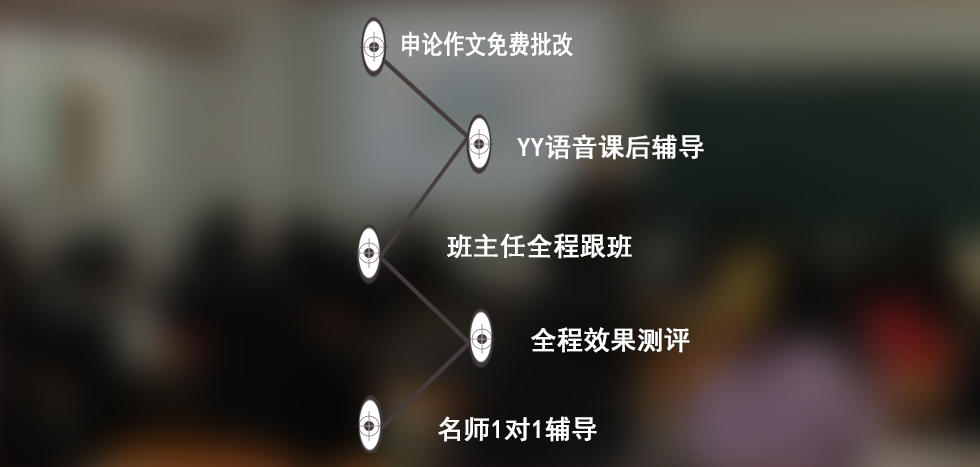 申论作文免费批改
YY语音课后辅导
班主任全程跟班
全程效果测评
名师1对1辅导